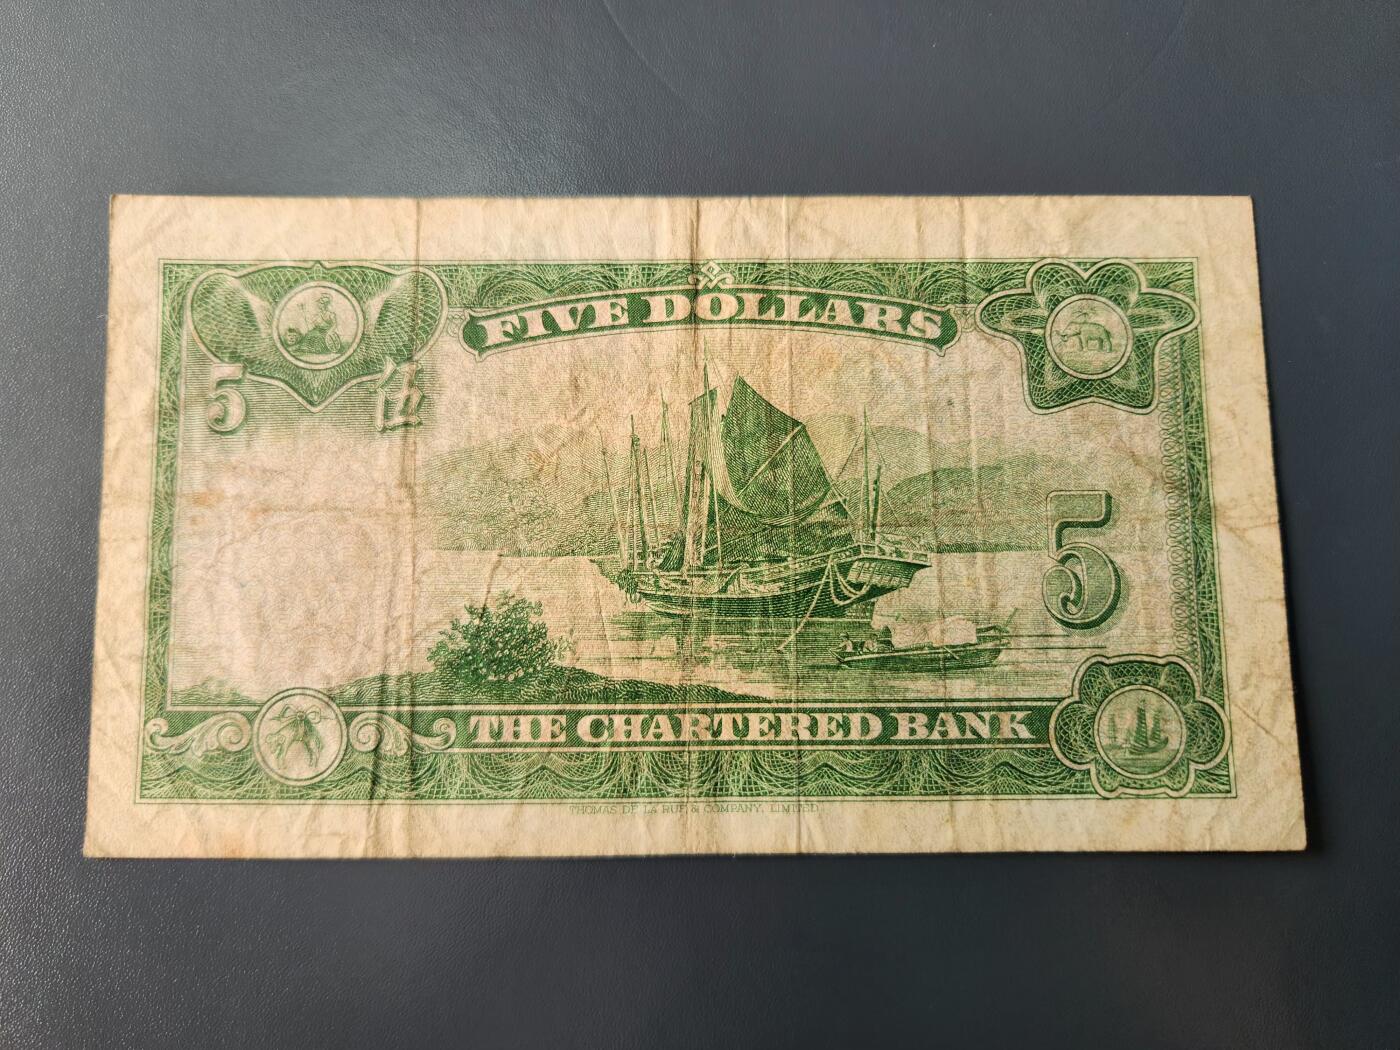 FIVE DOLLARS
5 伍
5
THE CHARTERED BANK
THOMAS DE LA RUE & COMPANY, LIMITED.